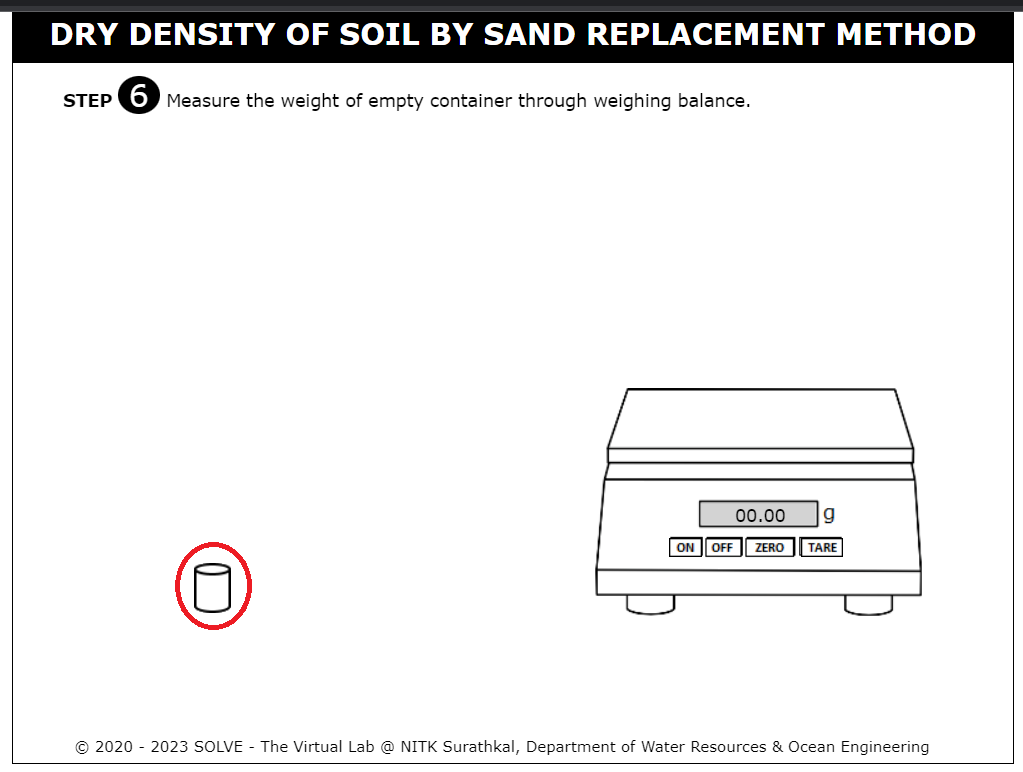 DRY DENSITY OF SOIL BY SAND REPLACEMENT METHOD
STEP 6 Measure the weight of empty container through weighing balance.
00.00 g
ON OFF ZERO TARE
© 2020 - 2023 SOLVE - The Virtual Lab @ NITK Surathkal, Department of Water Resources & Ocean Engineering